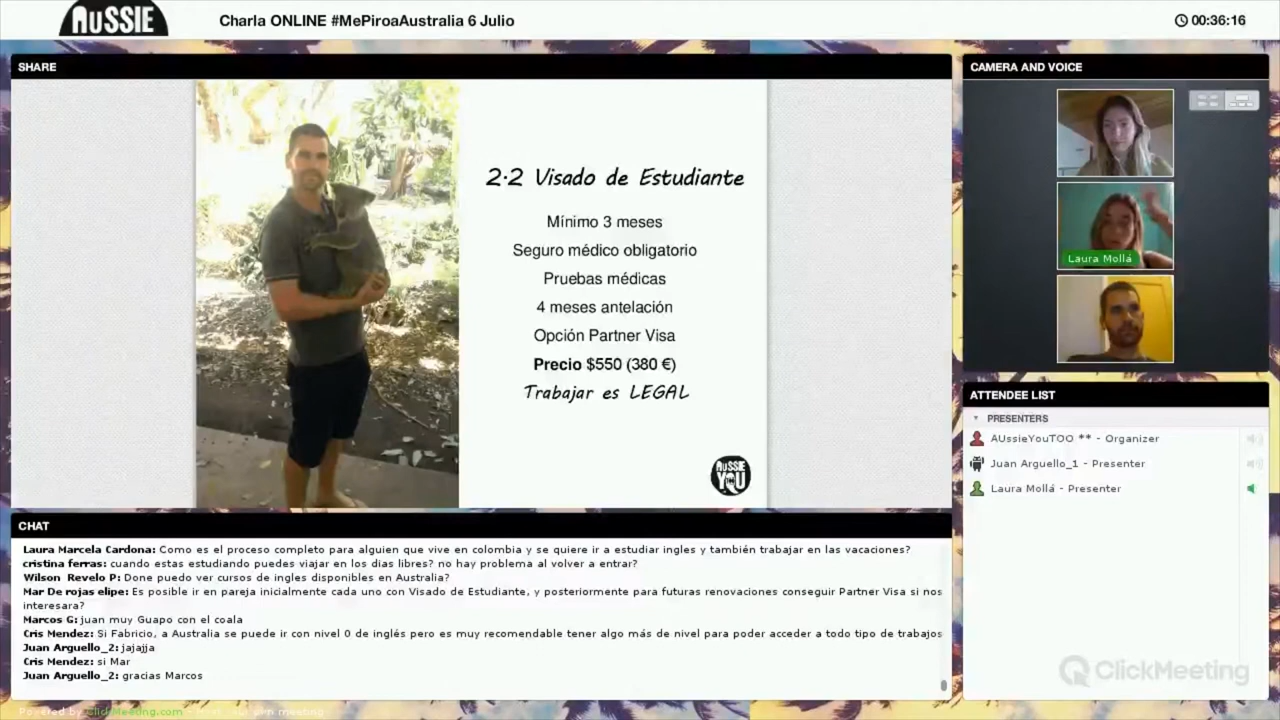 AUSSIE
Charla ONLINE #MePiroaAustralia 6 Julio
00:36:16
SHARE
2.2 Visado de Estudiante
Mínimo 3 meses
Seguro médico obligatorio
Pruebas médicas
4 meses antelación
Opción Partner Visa
Precio $550 (380 €)
Trabajar es LEGAL
AUSSIE
YOU
CAMERA AND VOICE
Laura Mollá
ATTENDEE LIST
PRESENTERS
AUssieYouTOO ** - Organizer
Juan Arguello_1 - Presenter
Laura Mollá - Presenter
CHAT
Laura Marcela Cardona: Como es el proceso completo para alguien que vive en colombia y se quiere ir a estudiar ingles y también trabajar en las vacaciones?
cristina ferras: cuando estas estudiando puedes viajar en los dias libres? no hay problema al volver a entrar?
Wilson Revelo P: Done puedo ver cursos de ingles disponibles en Australia?
Mar De rojas elipe: Es posible ir en pareja inicialmente cada uno con Visado de Estudiante, y posteriormente para futuras renovaciones conseguir Partner Visa si nos
interesara?
Marcos G: juan muy Guapo con el coala
Cris Mendez: Si Fabricio, a Australia se puede ir con nivel 0 de inglés pero es muy recomendable tener algo más de nivel para poder acceder a todo tipo de trabajos
Juan Arguello_2: jajajja
Cris Mendez: si Mar
Juan Arguello_2: gracias Marcos
ClickMeeting
Powered by ClickMeeting.com